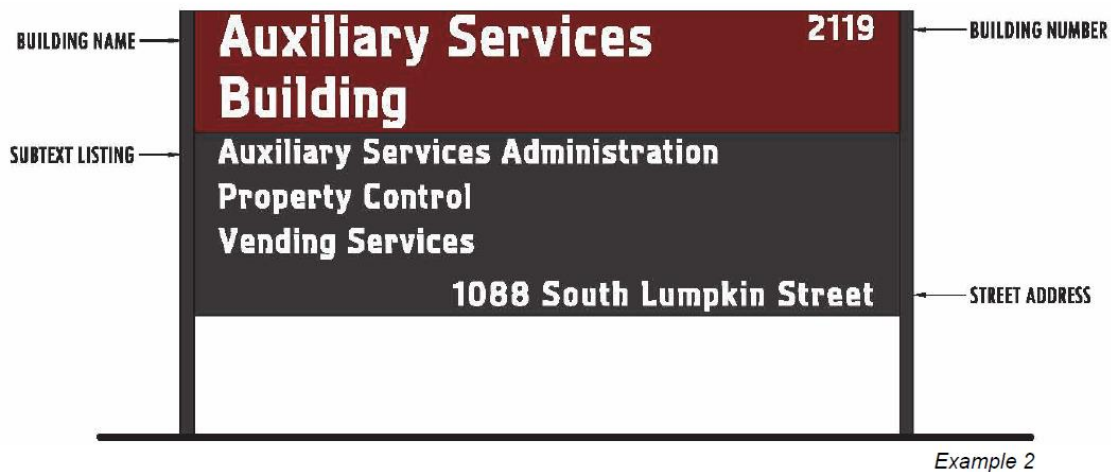 BUILDING NAME
Auxiliary Services
2119
BUILDING NUMBER
Building
SUBTEXT LISTING
Auxiliary Services Administration
Property Control
Vending Services
1088 South Lumpkin Street
STREET ADDRESS
Example 2